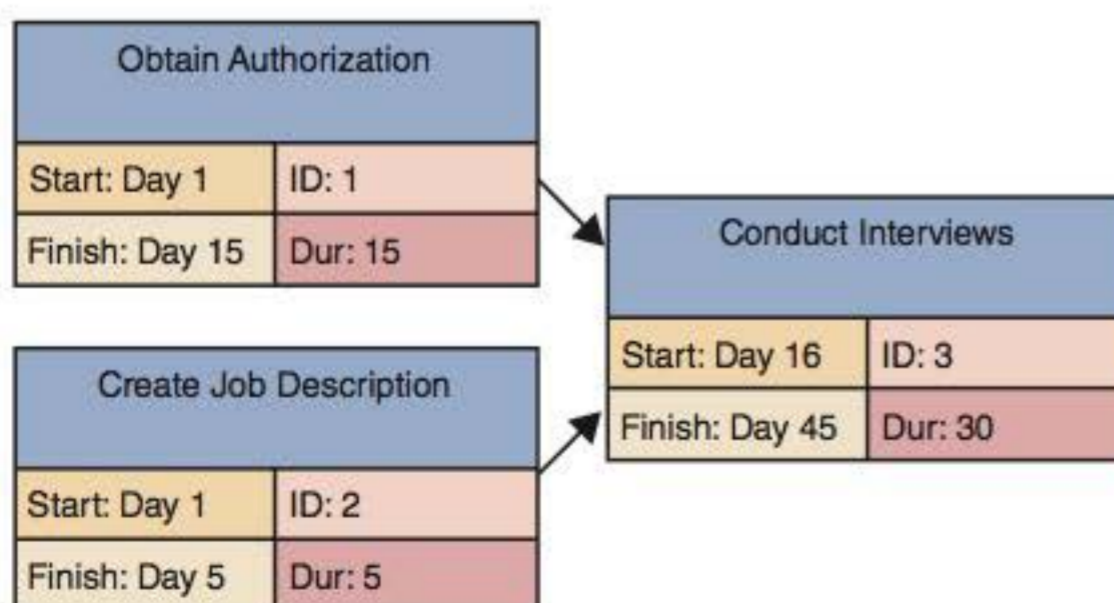 Obtain Authorization
Start: Day 1 ID: 1
Finish: Day 15 Dur: 15
Create Job Description
Start: Day 1 ID: 2
Finish: Day 5 Dur: 5
Conduct Interviews
Start: Day 16 ID: 3
Finish: Day 45 Dur: 30